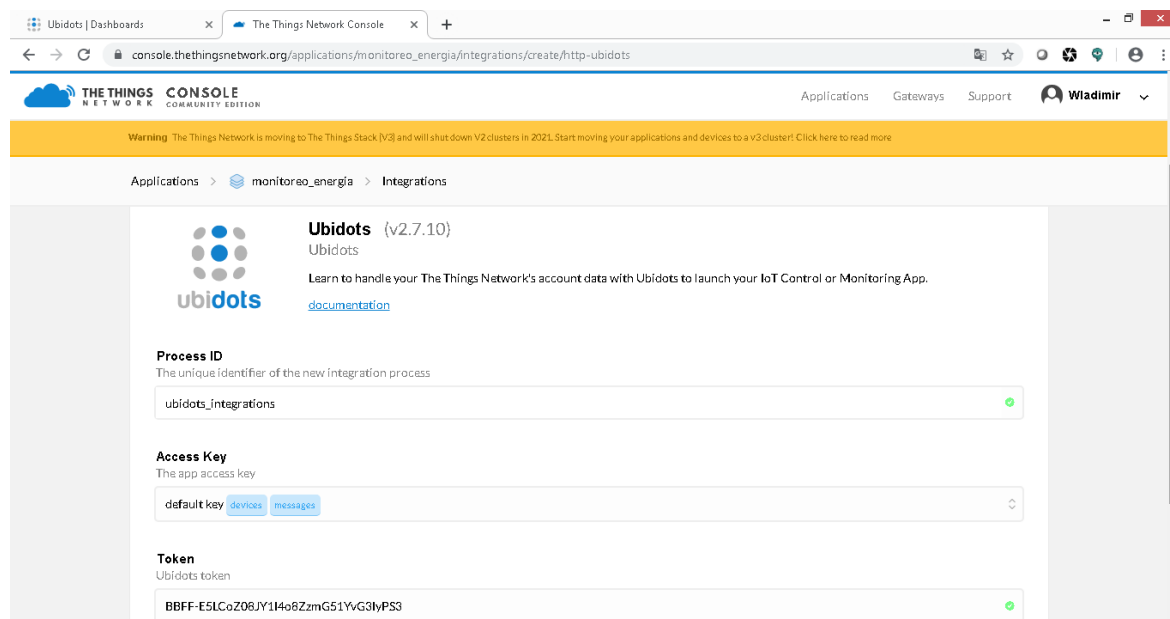 Ubidots | Dashboards
The Things Network Console
console.thethingsnetwork.org/applications/monitoreo_energia/integrations/create/http-ubidots
THE THINGS NETWORK
CONSOLE
COMMUNITY EDITION
Applications Gateways Support Wladimir
Warning The Things Network is moving to The Things Stack (V3) and will shut down V2 clusters in 2021. Start moving your applications and devices to a v3 cluster! Click here to read more
Applications > monitoreo_energia > Integrations
ubidots
Ubidots (v2.7.10)
Ubidots
Learn to handle your The Things Network's account data with Ubidots to launch your IoT Control or Monitoring App.
documentation
Process ID
The unique identifier of the new integration process
ubidots_integrations
Access Key
The app access key
default key devices messages
Token
Ubidots token
BBFF-E5LCoZ08JY1I4o8ZzmG51YvG3IyPS3